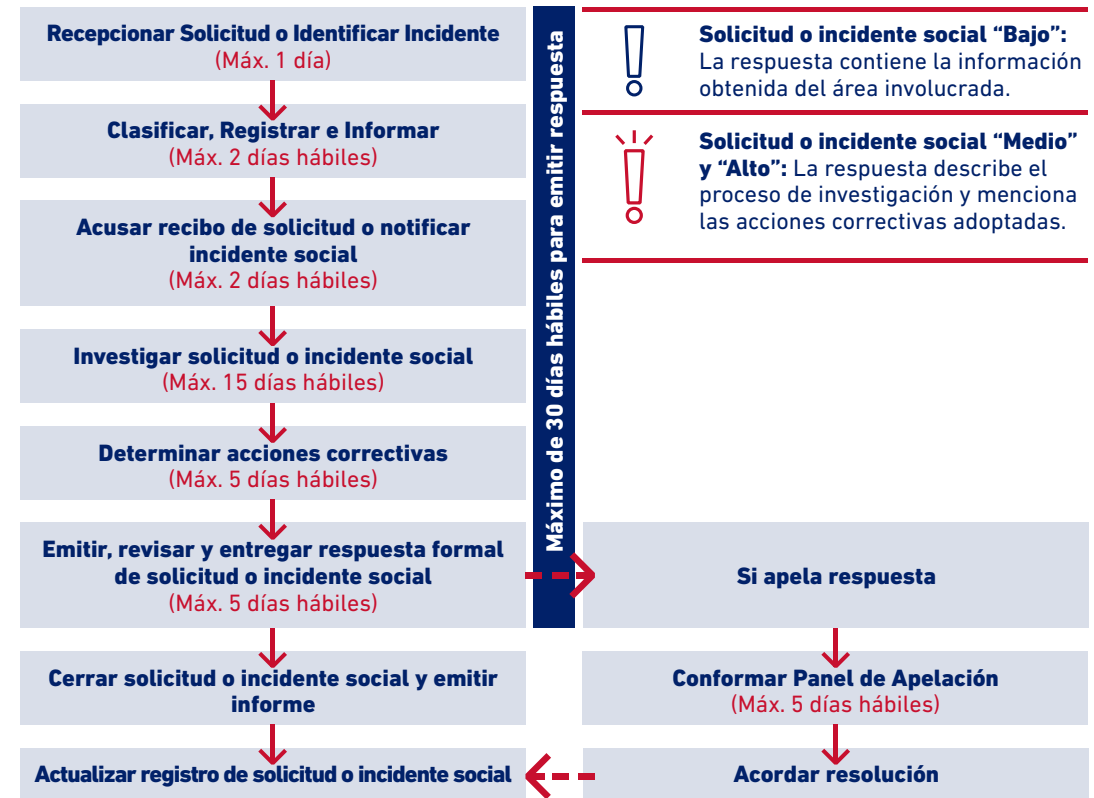 Recepcionar Solicitud o Identificar Incidente
(Máx. 1 día)
Clasificar, Registrar e Informar
(Máx. 2 días hábiles)
Acusar recibo de solicitud o notificar
incidente social
(Máx. 2 días hábiles)
Investigar solicitud o incidente social
(Máx. 15 días hábiles)
Determinar acciones correctivas
(Máx. 5 días hábiles)
Emitir, revisar y entregar respuesta formal
de solicitud o incidente social
(Máx. 5 días hábiles)
Cerrar solicitud o incidente social y emitir
informe
Actualizar registro de solicitud o incidente social
Máximo de 30 días hábiles para emitir respuesta
Solicitud o incidente social “Bajo”:
La respuesta contiene la información
obtenida del área involucrada.
Solicitud o incidente social “Medio”
y “Alto”: La respuesta describe el
proceso de investigación y menciona
las acciones correctivas adoptadas.
Si apela respuesta
Conformar Panel de Apelación
(Máx. 5 días hábiles)
Acordar resolución